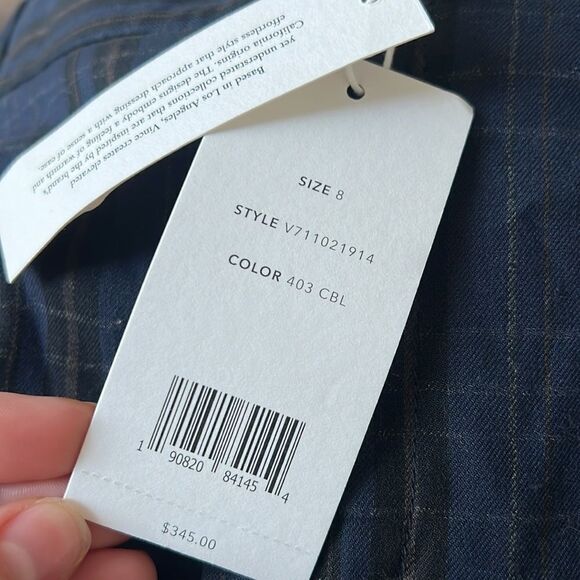 Based in Los Angeles, Vince creates elevated
yet understated collections inspired by the brand's
California origins. The designs embody a feeling of warmth and
effortless style that approach dressing with a sense of ease.
SIZE 8
STYLE V711021914
COLOR 403 CBL
1 90820 84145 4
$345.00